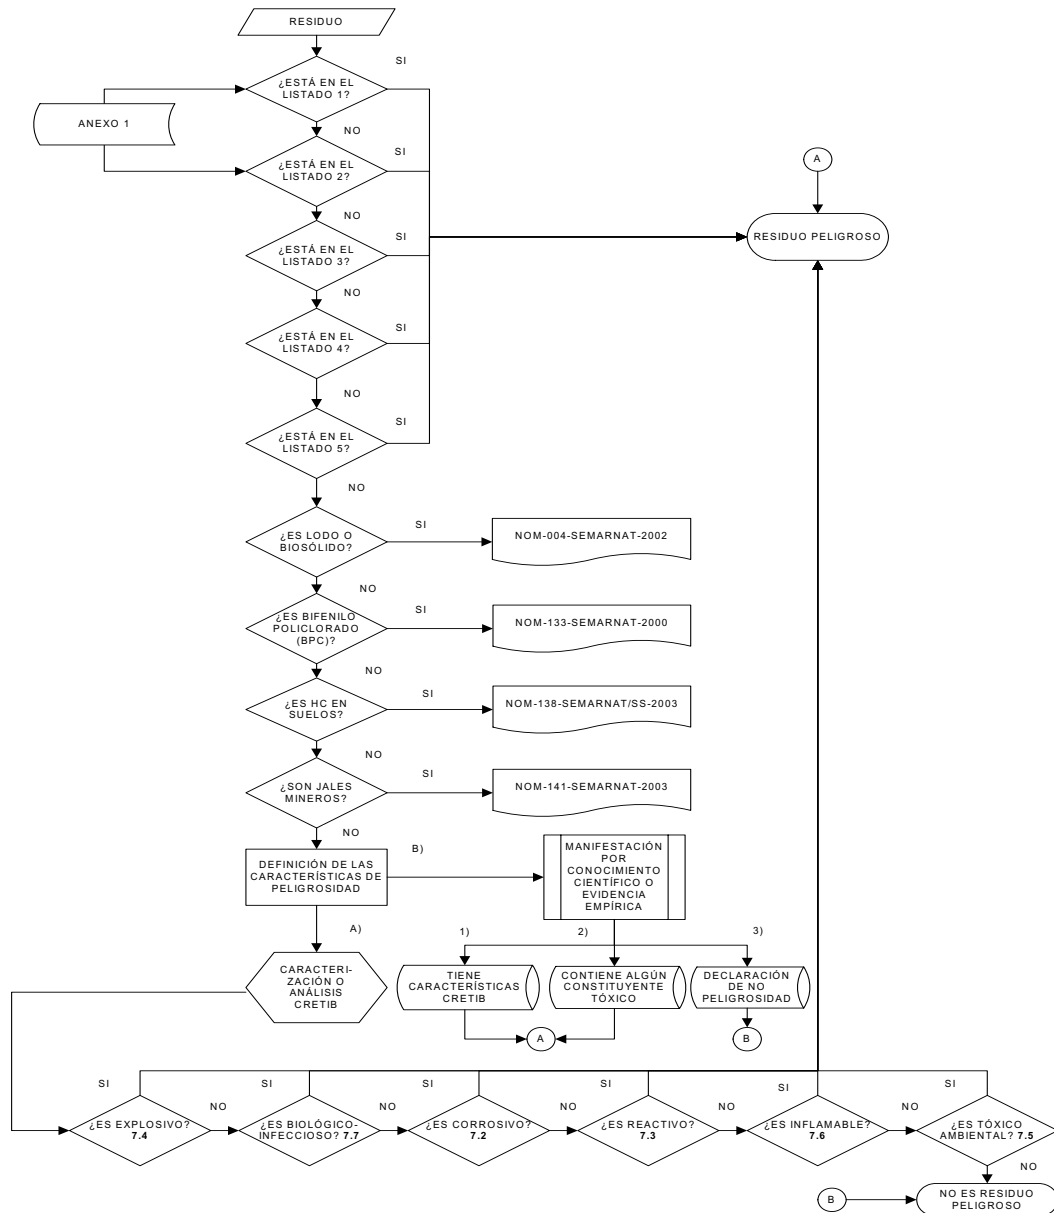 RESIDUO
SI
¿ESTÁ EN EL
LISTADO 1?
ANEXO 1
NO
SI
¿ESTÁ EN EL
LISTADO 2?
A
NO
SI
RESIDUO PELIGROSO
¿ESTÁ EN EL
LISTADO 3?
NO
SI
¿ESTÁ EN EL
LISTADO 4?
NO
SI
¿ESTÁ EN EL
LISTADO 5?
NO
SI
¿ES LODO O
BIOSÓLIDO?
NOM-004-SEMARNAT-2002
NO
SI
¿ES BIFENILO
POLICLORADO
(BPC)?
NOM-133-SEMARNAT-2000
NO
SI
¿ES HC EN
SUELOS?
NOM-138-SEMARNAT/SS-2003
NO
SI
¿SON JALES
MINEROS?
NOM-141-SEMARNAT-2003
NO
B)
DEFINICIÓN DE LAS
CARACTERÍSTICAS DE
PELIGROSIDAD
MANIFESTACIÓN
POR
CONOCIMIENTO
CIENTÍFICO O
EVIDENCIA
EMPÍRICA
A)
1)
2)
3)
CARACTERI-
ZACIÓN O
ANÁLISIS
CRETIB
TIENE
CARACTERÍSTICAS
CRETIB
CONTIENE ALGÚN
CONSTITUYENTE
TÓXICO
DECLARACIÓN
DE NO
PELIGROSIDAD
A
B
SI
SI
SI
SI
SI
SI
¿ES EXPLOSIVO?
7.4
NO
¿ES BIOLÓGICO-
INFECCIOSO? 7.7
NO
¿ES CORROSIVO?
7.2
NO
¿ES REACTIVO?
7.3
NO
¿ES INFLAMABLE?
7.6
NO
¿ES TÓXICO
AMBIENTAL? 7.5
NO
B
NO ES RESIDUO
PELIGROSO